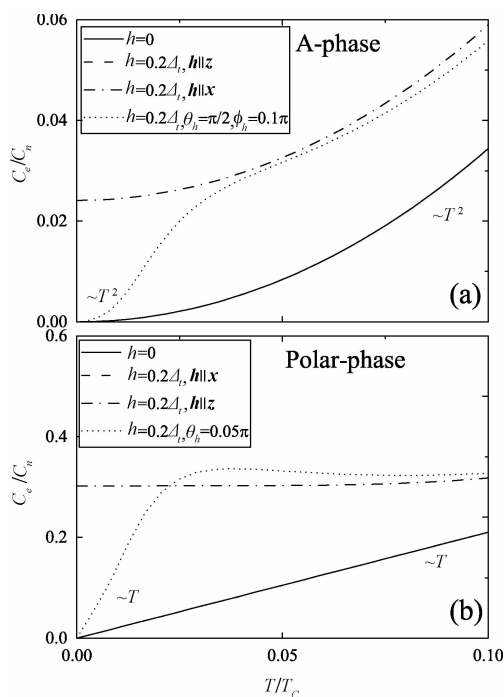 0.06
h=0
h=0.2Δt, h||z
h=0.2Δt, h||x
h=0.2Δt,θh=π/2,ϕh=0.1π
A-phase
0.04
Ce/Cn
0.02
~T²
~T²
(a)
0.00
0.6
h=0
h=0.2Δt, h||x
h=0.2Δt, h||z
h=0.2Δt,θh=0.05π
Polar-phase
0.4
Ce/Cn
0.2
~T
~T
(b)
0.0
0.00 0.05 0.10
T/TC